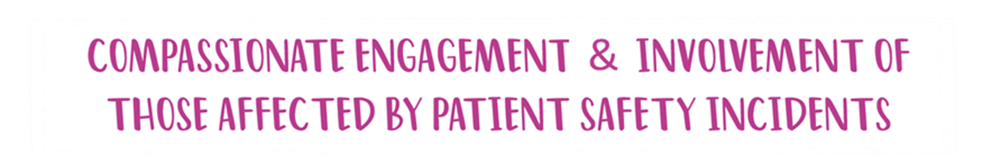 COMPASSIONATE ENGAGEMENT & INVOLVEMENT OF
THOSE AFFECTED BY PATIENT SAFETY INCIDENTS